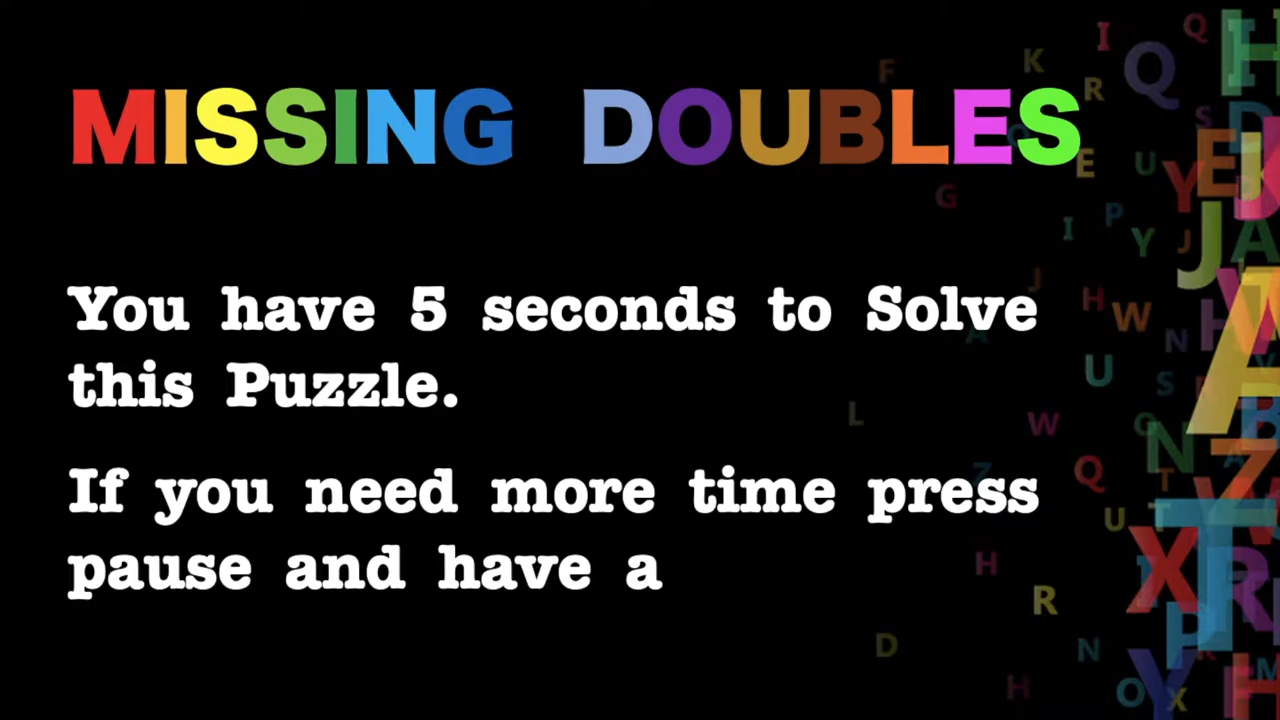 MISSING DOUBLES
You have 5 seconds to Solve
this Puzzle.
If you need more time press
pause and have a